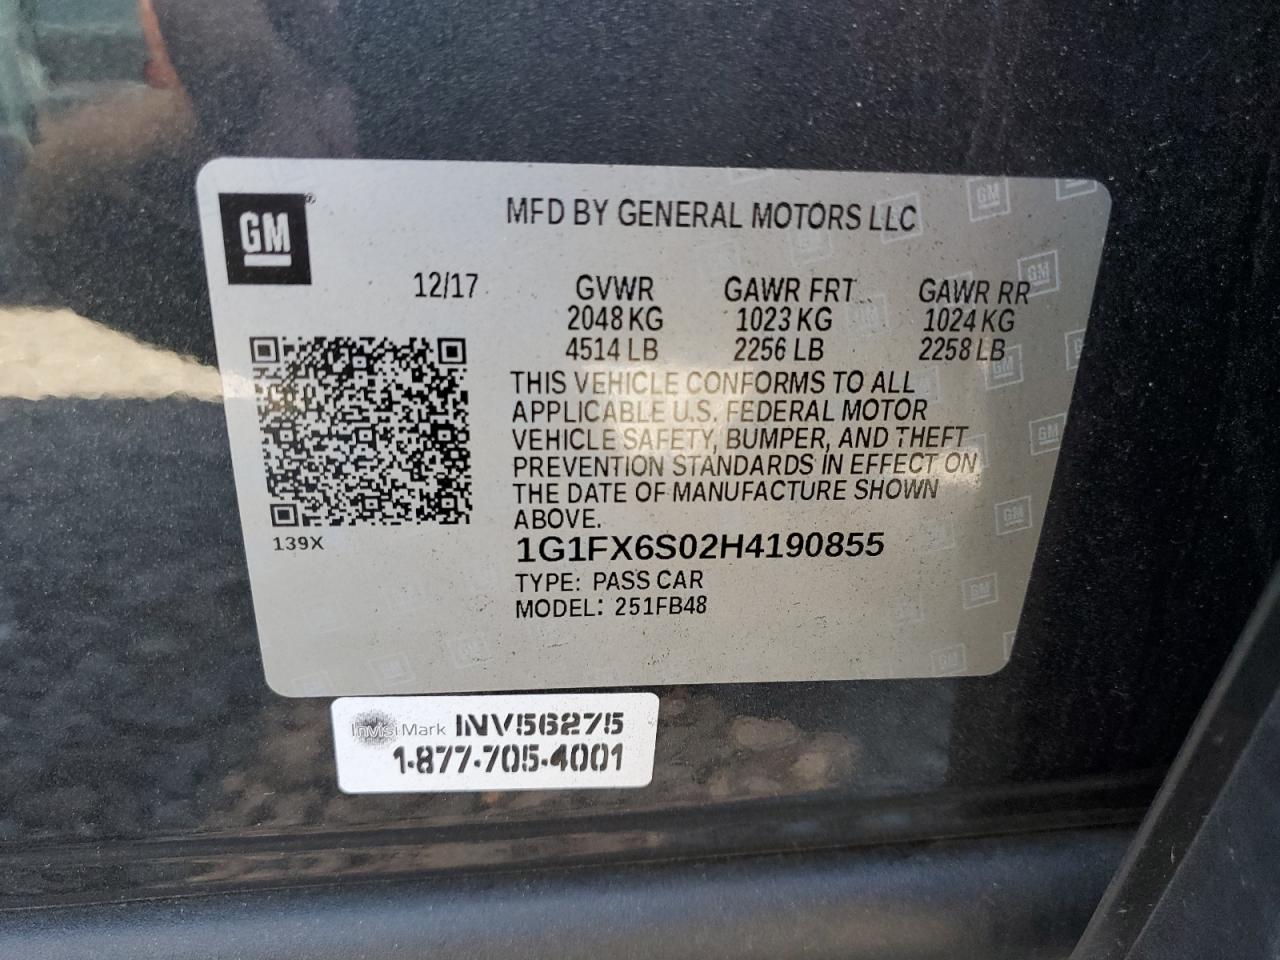 GM
MFD BY GENERAL MOTORS LLC
12/17 GVWR GAWR FRT GAWR RR
2048 KG 1023 KG 1024 KG
4514 LB 2256 LB 2258 LB
THIS VEHICLE CONFORMS TO ALL
APPLICABLE U.S. FEDERAL MOTOR
VEHICLE SAFETY, BUMPER, AND THEFT
PREVENTION STANDARDS IN EFFECT ON
THE DATE OF MANUFACTURE SHOWN
ABOVE.
139X
1G1FX6S02H4190855
TYPE: PASS CAR
MODEL: 251FB48
InvisiMark INV56275
1-877-705-4001